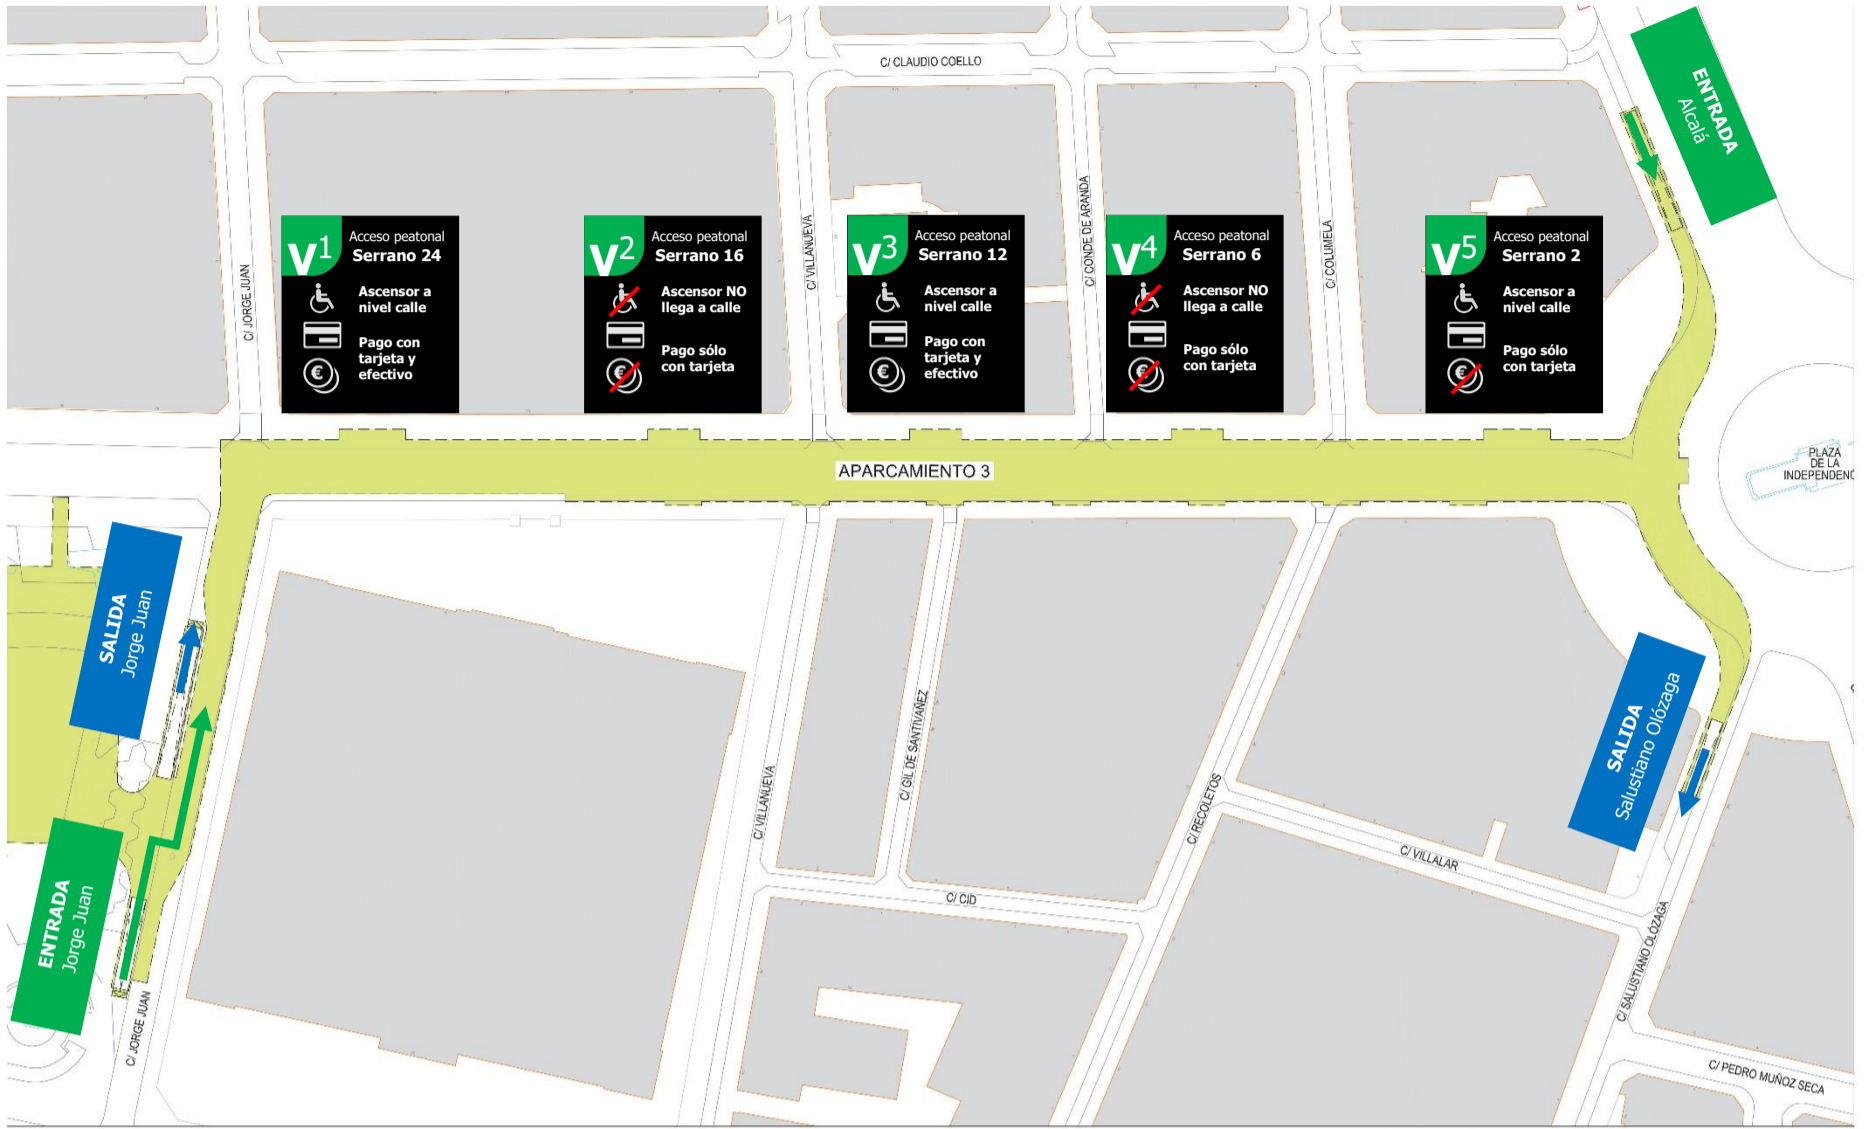 C/ CLAUDIO COELLO
ENTRADA
Alcalá
C/ JORGE JUAN
V1
Acceso peatonal
Serrano 24
Ascensor a
nivel calle
Pago con
tarjeta y
efectivo
V2
Acceso peatonal
Serrano 16
Ascensor NO
llega a calle
Pago sólo
con tarjeta
C/ VILLANUEVA
V3
Acceso peatonal
Serrano 12
Ascensor a
nivel calle
Pago con
tarjeta y
efectivo
C/ CONDE DE ARANDA
V4
Acceso peatonal
Serrano 6
Ascensor NO
llega a calle
Pago sólo
con tarjeta
C/ COLUMELA
V5
Acceso peatonal
Serrano 2
Ascensor a
nivel calle
Pago sólo
con tarjeta
APARCAMIENTO 3
PLAZA
DE LA
INDEPENDENC
SALIDA
Jorge Juan
ENTRADA
Jorge Juan
C/ JORGE JUAN
C/ VILLANUEVA
C/ GIL DE SANTIVAÑEZ
C/ CID
C/ RECOLETOS
C/ VILLALAR
SALIDA
Salustiano Olózaga
C/ SALUSTIANO OLÓZAGA
C/ PEDRO MUÑOZ SECA